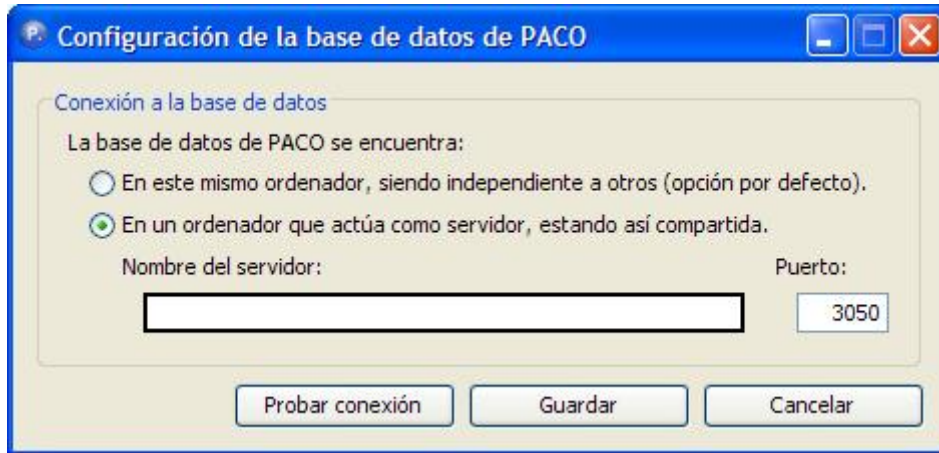 P.
Configuración de la base de datos de PACO
Conexión a la base de datos
La base de datos de PACO se encuentra:
En este mismo ordenador, siendo independiente a otros (opción por defecto).
En un ordenador que actúa como servidor, estando así compartida.
Nombre del servidor: Puerto:
3050
Probar conexión Guardar Cancelar